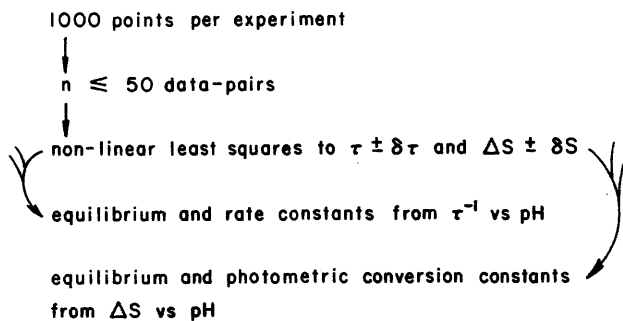 1000 points per experiment
n ≤ 50 data-pairs
non-linear least squares to τ ± δτ and ΔS ± δS
equilibrium and rate constants from τ⁻¹ vs pH
equilibrium and photometric conversion constants
from ΔS vs pH